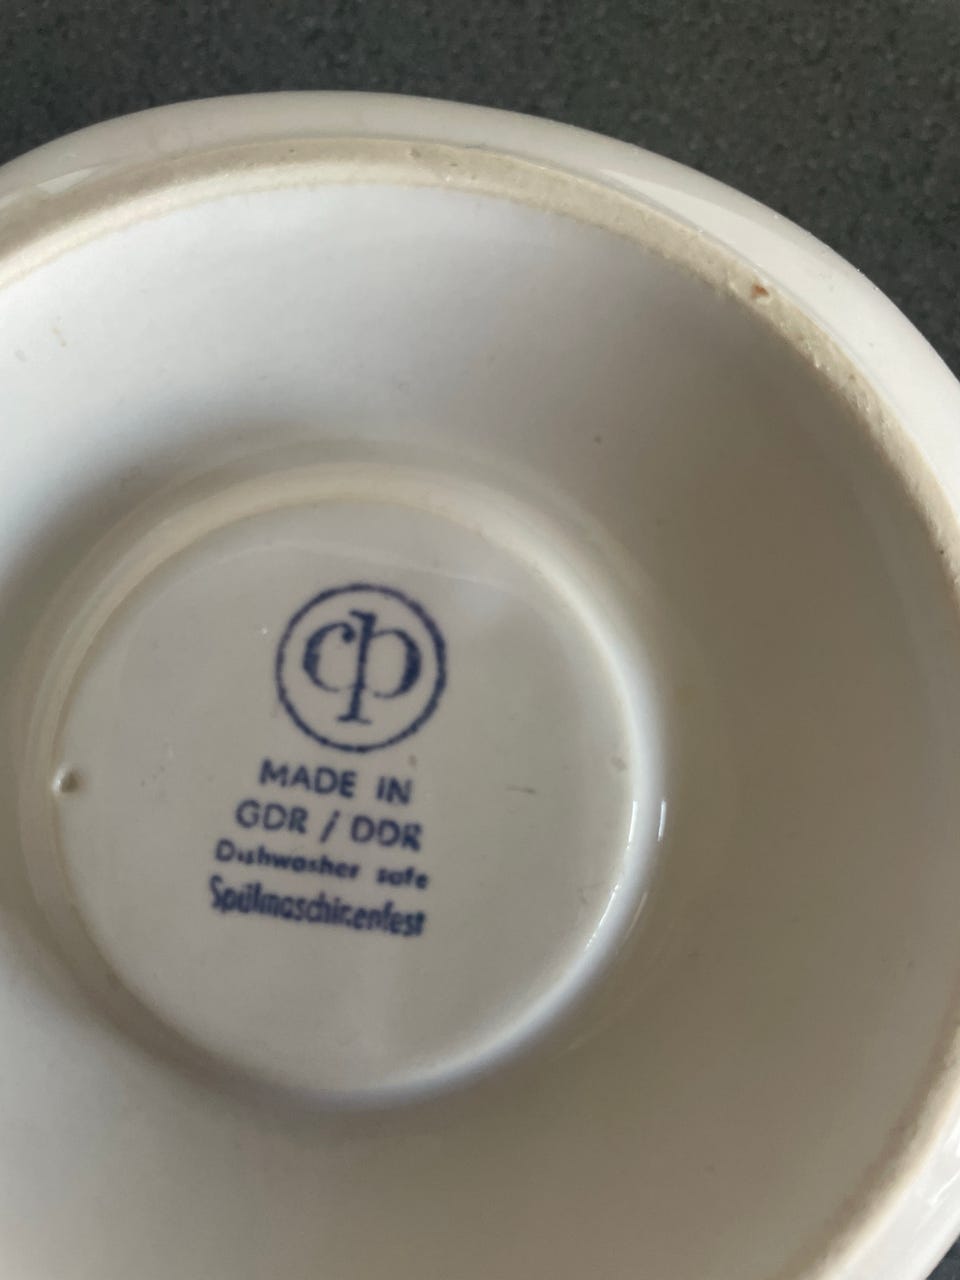 cp
MADE IN
GDR / DDR
Dishwasher safe
Spülmaschinenfest